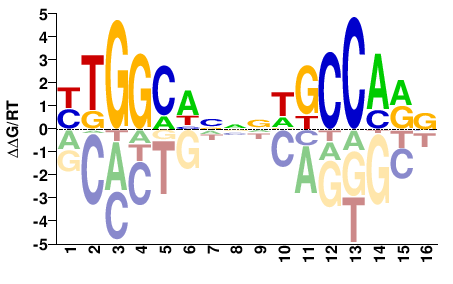 5
4
3
2
1
0
-1
-2
-3
-4
-5
ΔΔG/RT
T T G G C A C A G T G C C A A G
C G A T A T C A G
A C T A T G T C C T T T C T T
G A C T A A G G C
C G T
1 2 3 4 5 6 7 8 9 10 11 12 13 14 15 16